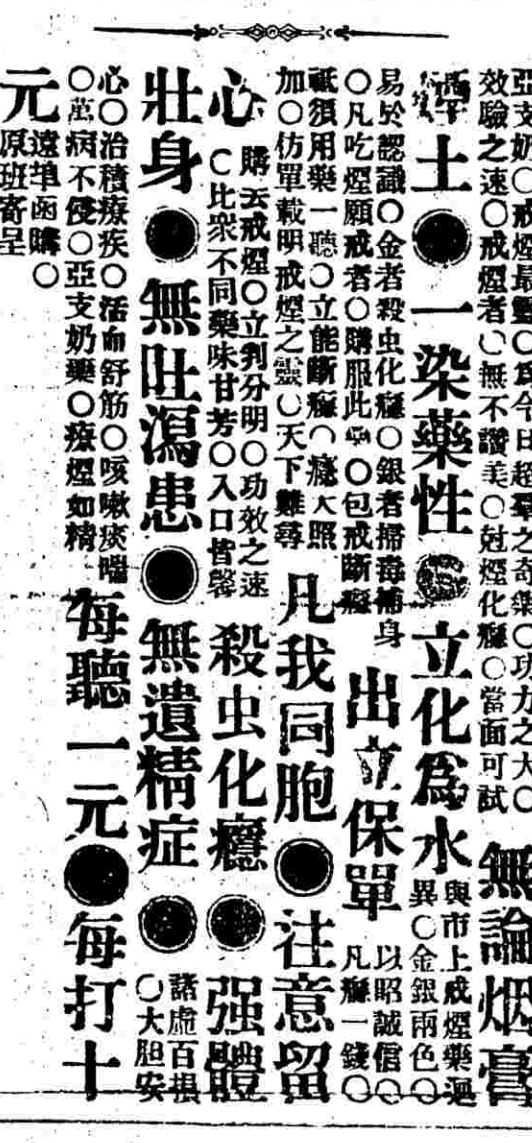 亞支奶○戒煙最靈○爲今日超羣之奇藥○功力之大○
效驗之速○戒煙者○無不讚美○尅煙化癮○當面可試
無論烟膏
土●一染藥性●立化爲水
與市上戒煙藥迥
異○金銀兩色○
易於認識○金者殺虫化癮○銀者掃毒補身
○凡吃煙願戒者○購服此○包戒斷癮
出立保單
以昭誠信○
凡癮一錢○
祗須用藥一聽○立能斷癮○癮大照
加○仿單載明戒煙之靈○天下難尋
凡我同胞●注意留
心
購去戒煙○立判分明○功效之速
○比衆不同藥味甘芳○入口皆馨
殺虫化癮●强體
壯身●無吐瀉患●無遺精症●
諸虛百損
○大胆安
心○治積療疾○活血舒筋○咳嗽痰喘
○萬病不侵○亞支奶藥○療煙如精
每聽一元●每打十
元
遠埠函購○
原班寄呈